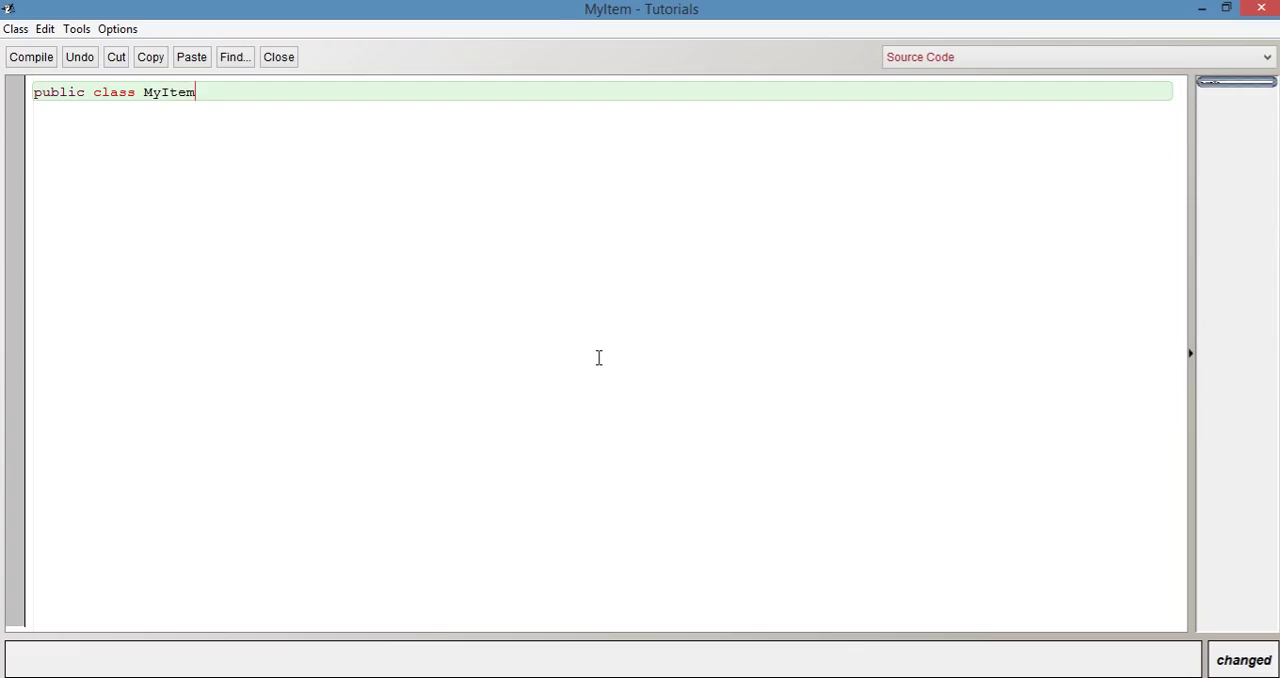 MyItem - Tutorials
Class Edit Tools Options
Compile Undo Cut Copy Paste Find... Close Source Code
public class MyItem
changed